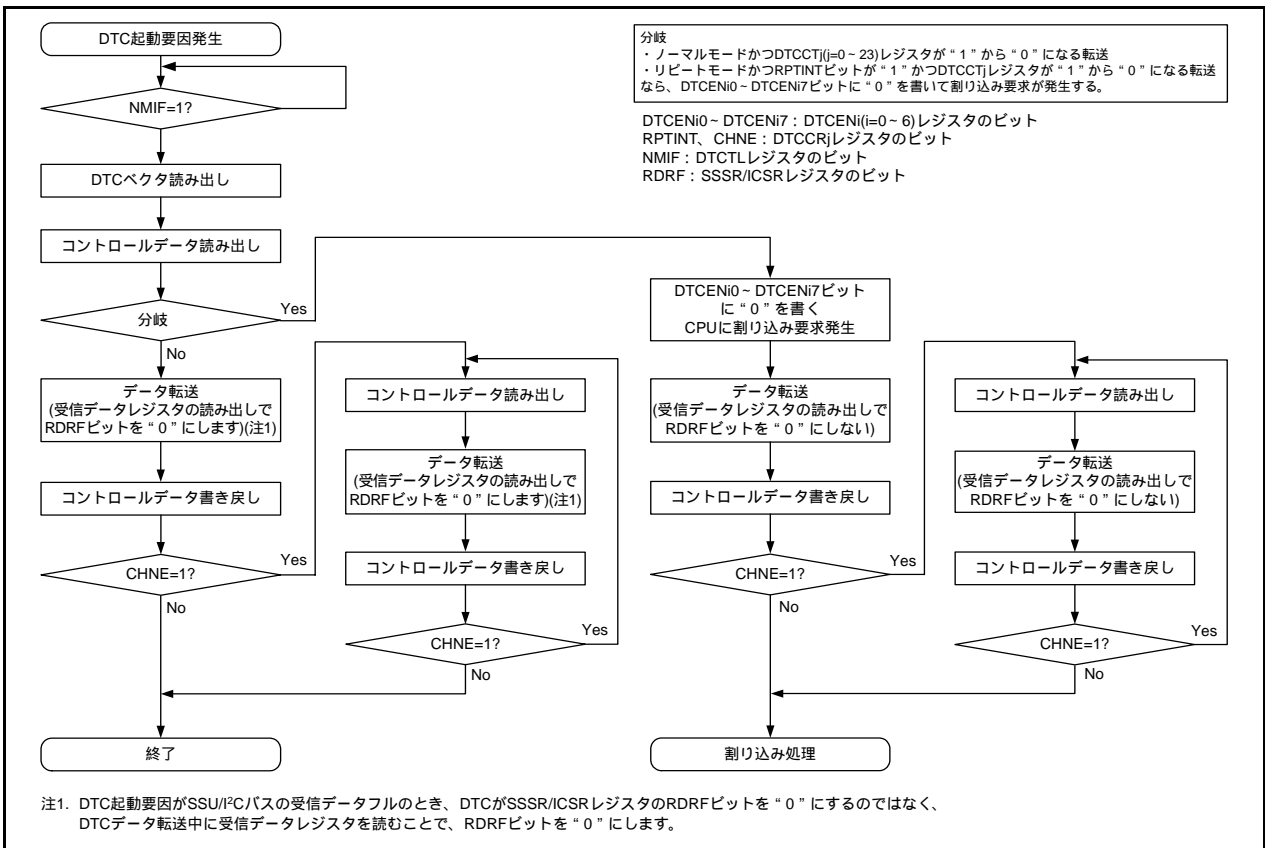 DTC起動要因発生
NMIF=1?
DTCベクタ読み出し
コントロールデータ読み出し
分岐
Yes
No
データ転送
(受信データレジスタの読み出しで
RDRFビットを“0”にします)(注1)
コントロールデータ書き戻し
CHNE=1?
Yes
No
終了
コントロールデータ読み出し
データ転送
(受信データレジスタの読み出しで
RDRFビットを“0”にします)(注1)
コントロールデータ書き戻し
CHNE=1?
Yes
No
分岐
・ノーマルモードかつDTCCTj(j=0~23)レジスタが“1”から“0”になる転送
・リピートモードかつRPTINTビットが“1”かつDTCCTjレジスタが“1”から“0”になる転送
なら、DTCENi0~DTCENi7ビットに“0”を書いて割り込み要求が発生する。
DTCENi0~DTCENi7:DTCENi(i=0~6)レジスタのビット
RPTINT、CHNE:DTCCRjレジスタのビット
NMIF:DTCTLレジスタのビット
RDRF:SSSR/ICSRレジスタのビット
DTCENi0~DTCENi7ビット
に“0”を書く
CPUに割り込み要求発生
データ転送
(受信データレジスタの読み出しで
RDRFビットを“0”にしない)
コントロールデータ書き戻し
CHNE=1?
Yes
No
割り込み処理
コントロールデータ読み出し
データ転送
(受信データレジスタの読み出しで
RDRFビットを“0”にしない)
コントロールデータ書き戻し
CHNE=1?
Yes
No
注1. DTC起動要因がSSU/I²Cバスの受信データフルのとき、DTCがSSSR/ICSRレジスタのRDRFビットを“0”にするのではなく、
DTCデータ転送中に受信データレジスタを読むことで、RDRFビットを“0”にします。